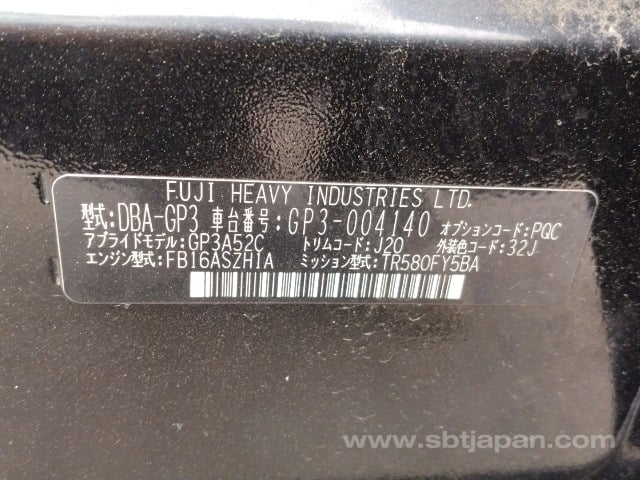 FUJI HEAVY INDUSTRIES LTD.
型式:DBA-GP3 車台番号:GP3-004140 オプションコード:PQC
アプライドモデル:GP3A52C トリムコード:J20 外装色コード:32J
エンジン型式:FB16ASZH1A ミッション型式:TR580FY5BA
www.sbtjapan.com